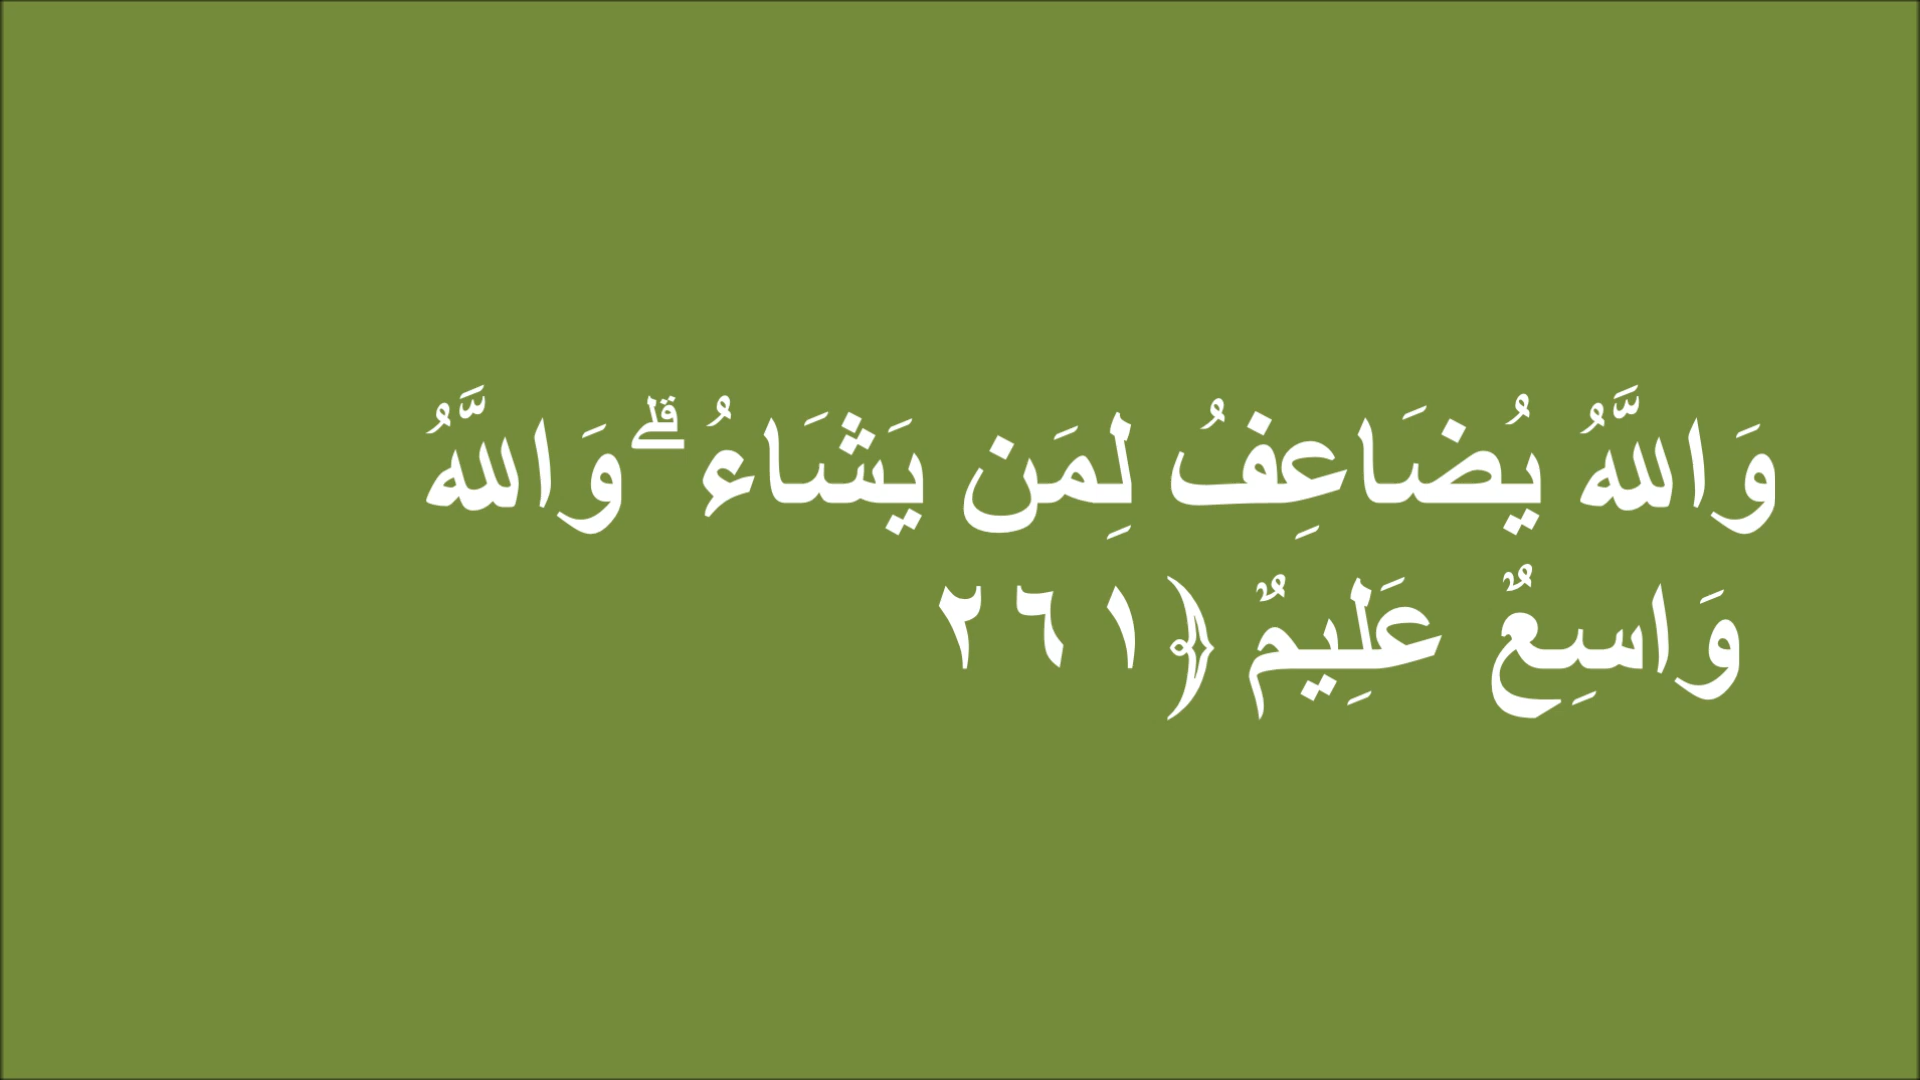 وَاللَّهُ يُضَاعِفُ لِمَن يَشَاءُ ۗ وَاللَّهُ
وَاسِعٌ عَلِيمٌ ﴿٢٦١